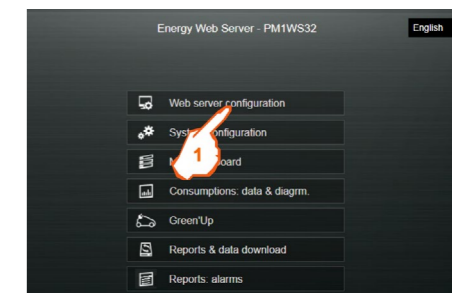 Energy Web Server - PM1WS32
English
Web server configuration
configuration
1
Consumptions: data & diagrm.
Green'Up
Reports & data download
Reports: alarms